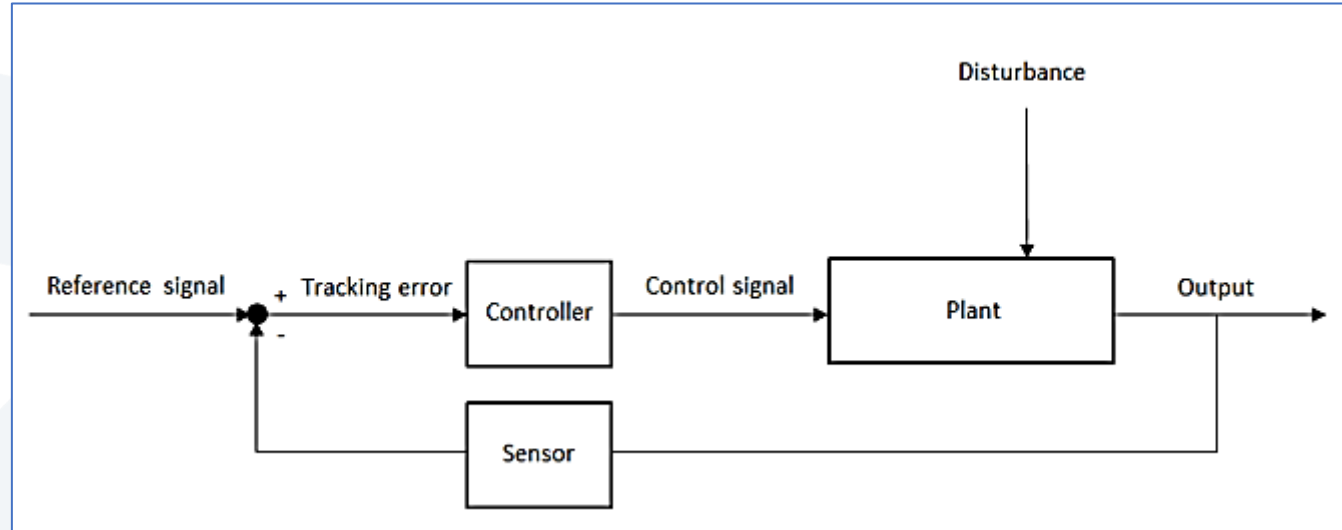 Disturbance
Reference signal
+
Tracking error
Controller
Control signal
Plant
Output
-
Sensor